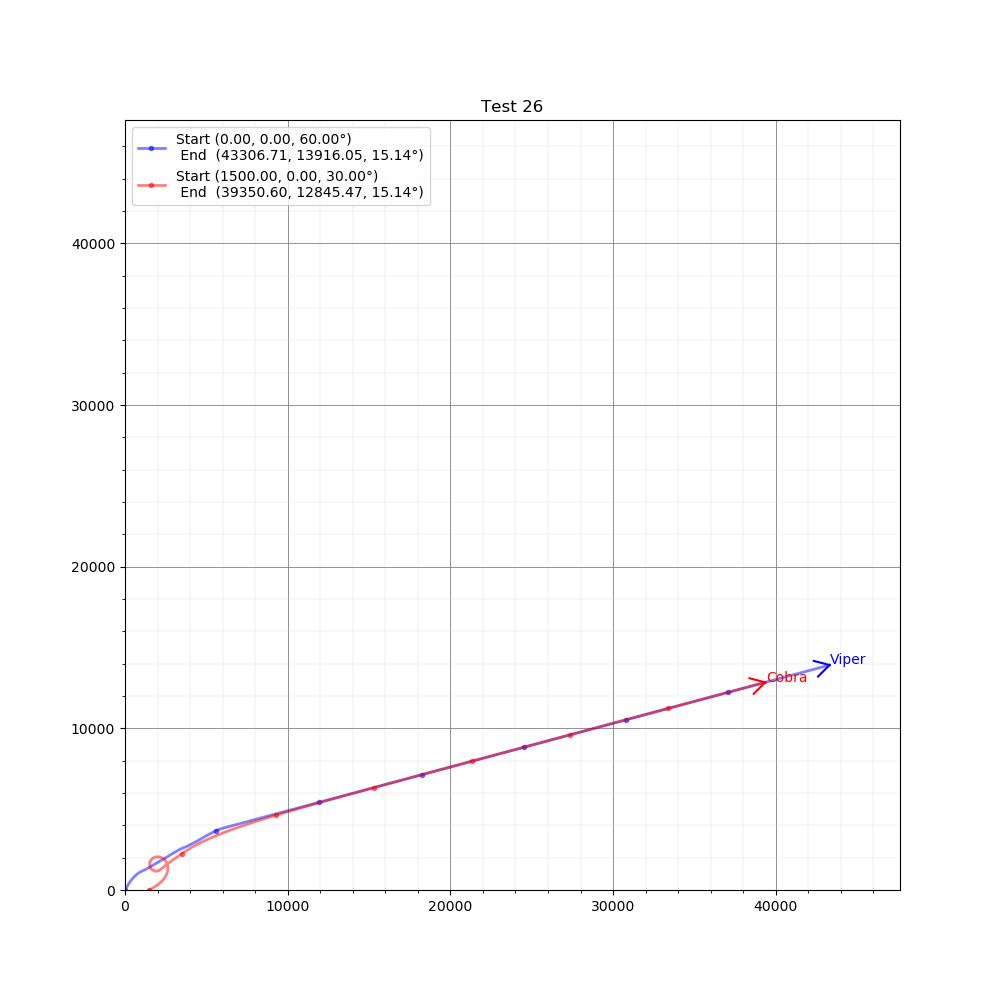 Test 26
Start (0.00, 0.00, 60.00°)
End  (43306.71, 13916.05, 15.14°)
Start (1500.00, 0.00, 30.00°)
End  (39350.60, 12845.47, 15.14°)
40000
30000
20000
10000
0
Viper
Cobra
0 10000 20000 30000 40000